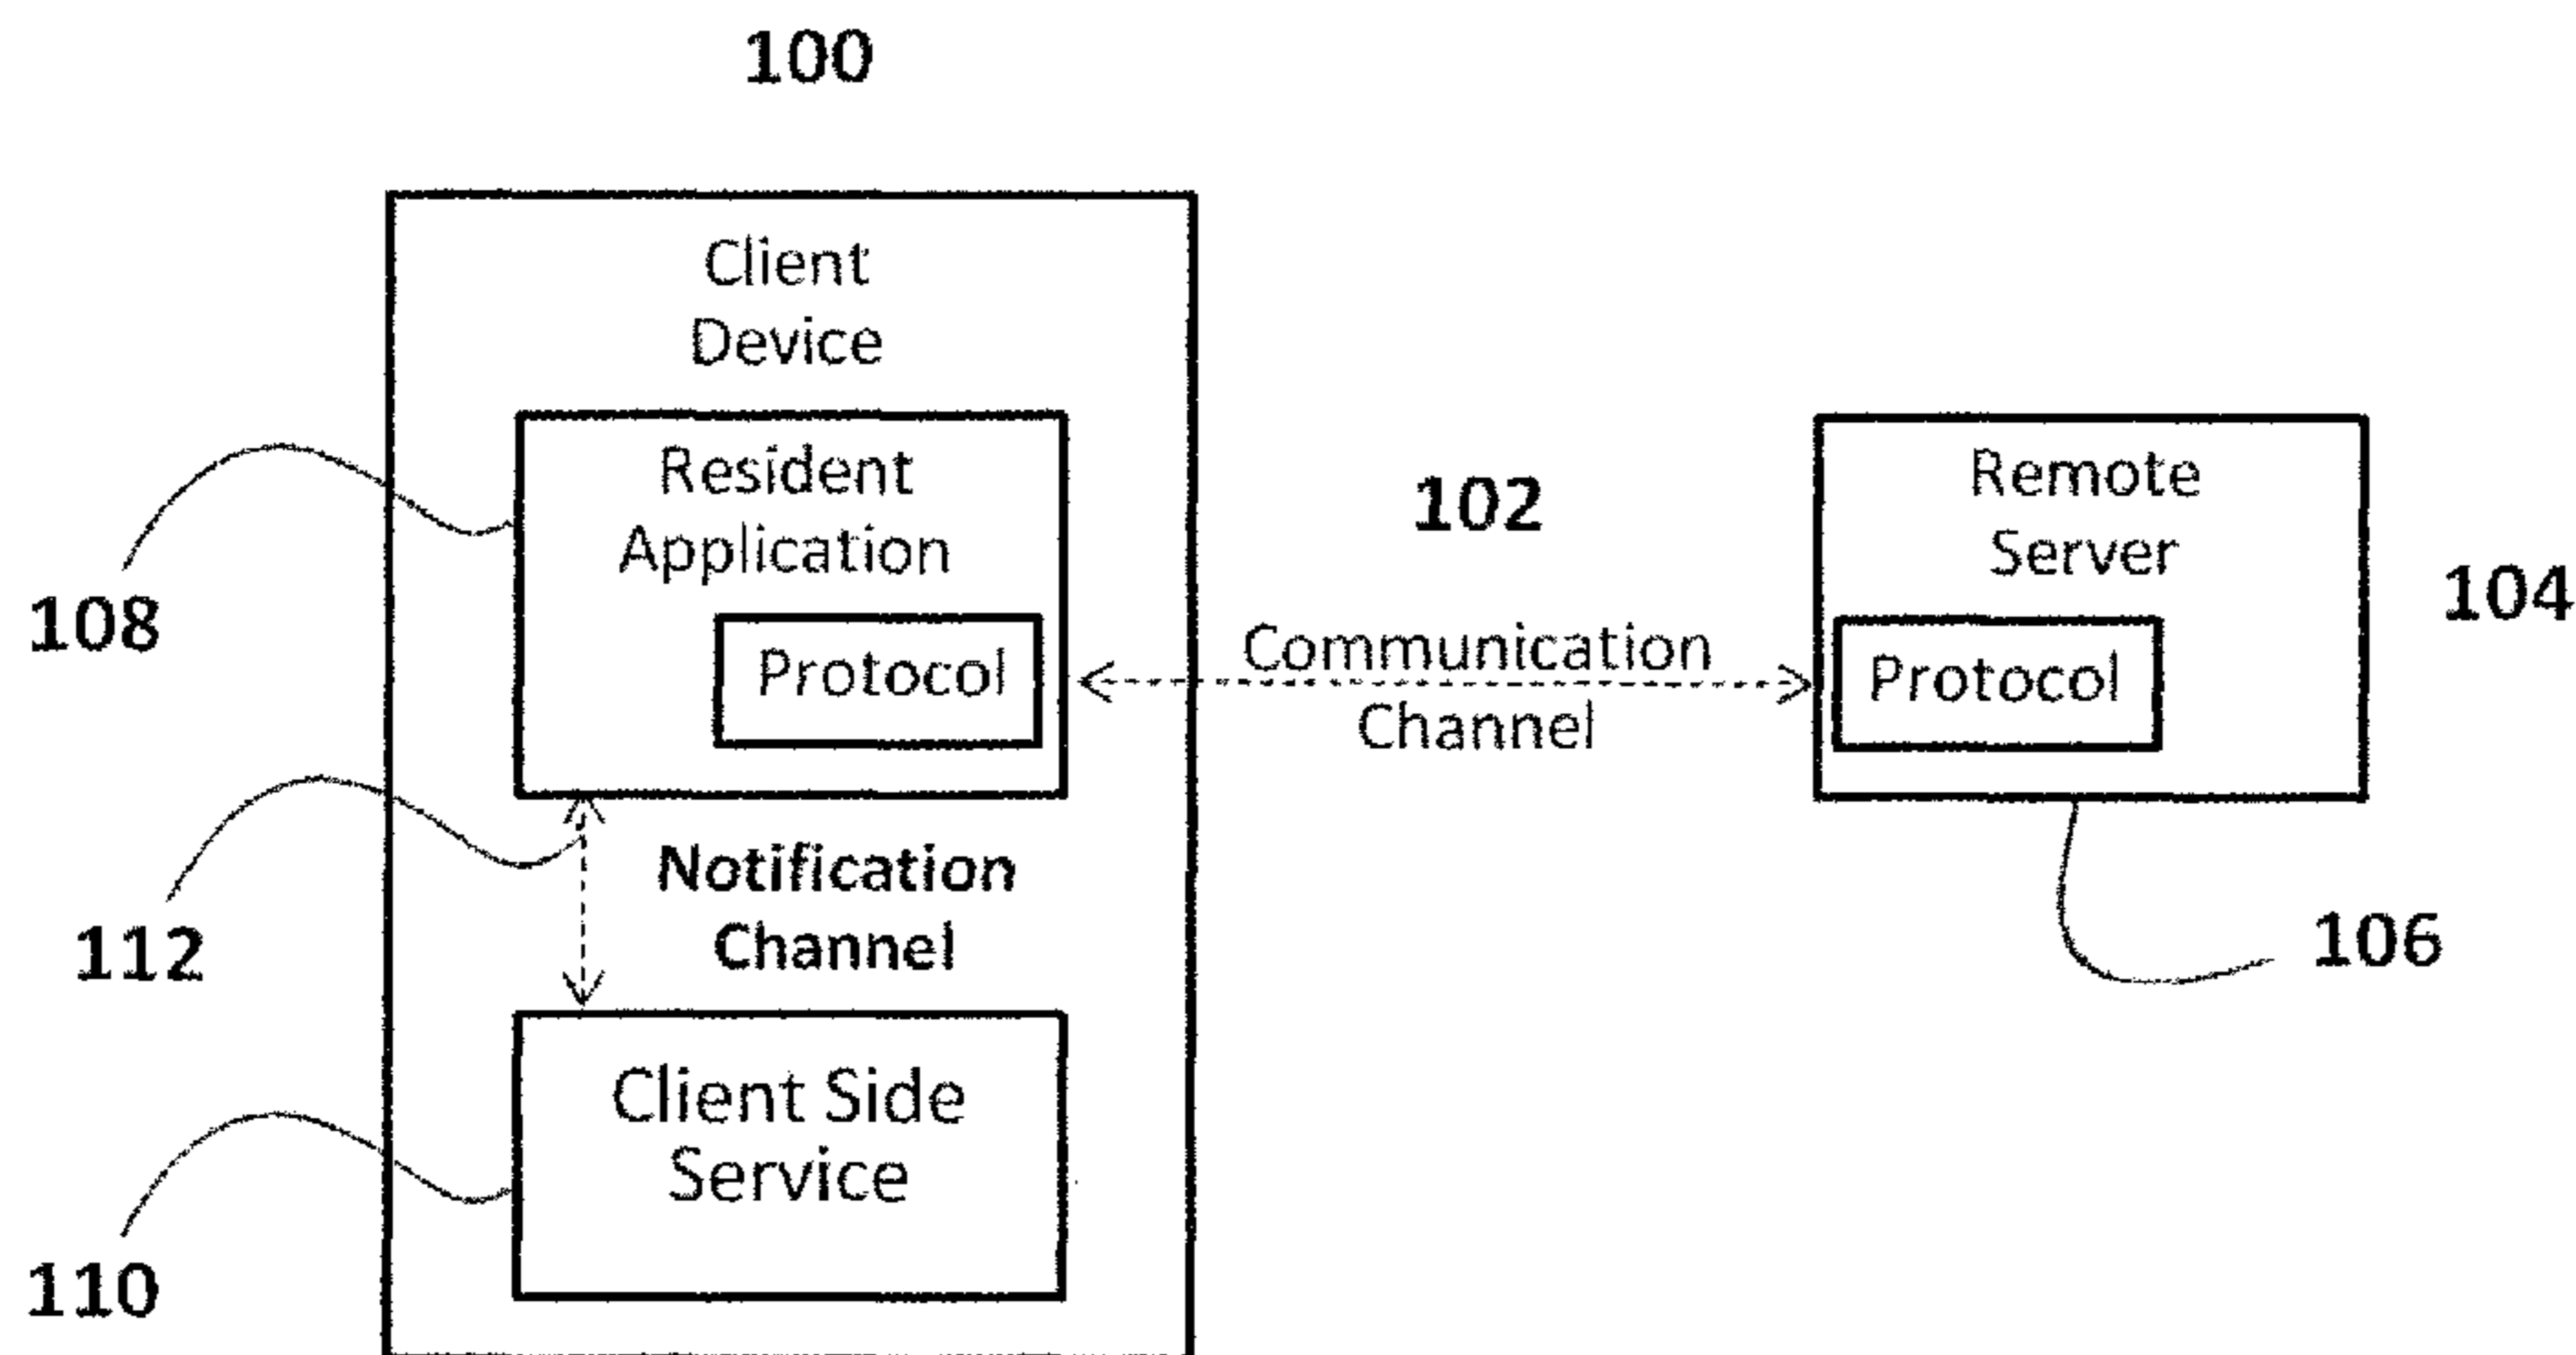 100
Client
Device
Resident
Application
Protocol
108
102
Communication
Channel
Remote
Server
Protocol
104
112
Notification
Channel
106
Client Side
Service
110